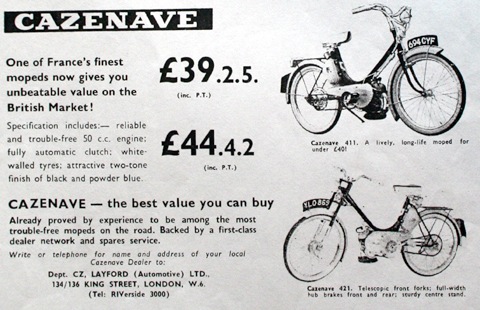 CAZENAVE
One of France's finest
mopeds now gives you
unbeatable value on the
British Market!
£39.2.5.
(inc. P.T.)
Specification includes:— reliable
and trouble-free 50 c.c. engine;
fully automatic clutch; white-
walled tyres; attractive two-tone
finish of black and powder blue.
£44.4.2
(inc. P.T.)
694 CYF
Cazenave 411. A lively, long-life moped for
under £40!
CAZENAVE — the best value you can buy
Already proved by experience to be among the most
trouble-free mopeds on the road. Backed by a first-class
dealer network and spares service.
Write or telephone for name and address of your local
Cazenave Dealer to:
Dept. CZ, LAYFORD (Automotive) LTD.,
134/136 KING STREET, LONDON, W.6.
(Tel: RIVerside 3000)
YLO 865
Cazenave 421. Telescopic front forks; full-width
hub brakes front and rear; sturdy centre stand.